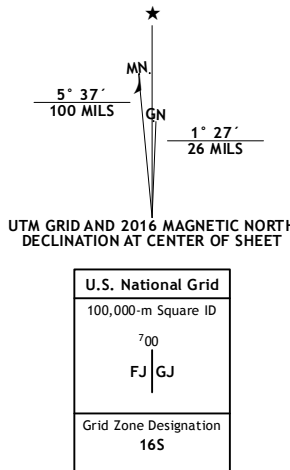 ★
MN.
5° 37´
100 MILS
GN
1° 27´
26 MILS
UTM GRID AND 2016 MAGNETIC NORTH
DECLINATION AT CENTER OF SHEET
U.S. National Grid
100,000-m Square ID
⁷00
FJ GJ
Grid Zone Designation
16S